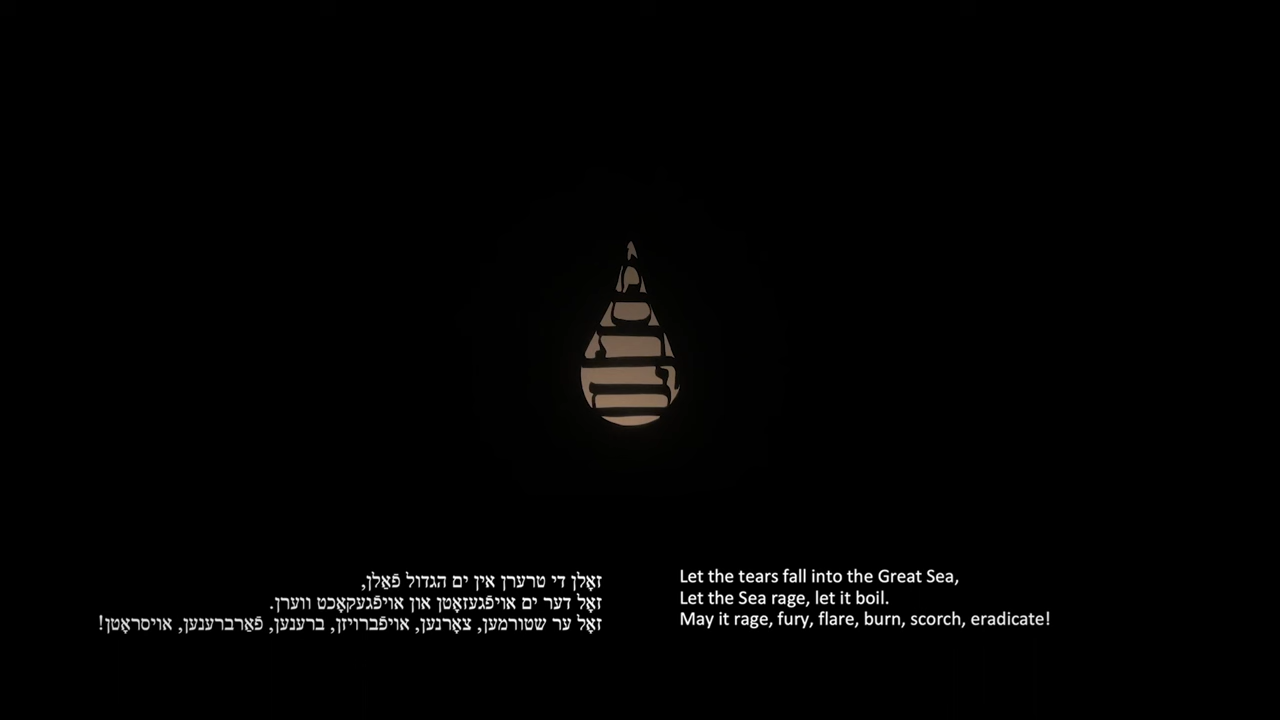 זאָלן די טרערן אין ים הגדול פֿאַלן,
זאָל דער ים אויפֿגעזאָטן און אויפֿגעקאָכט ווערן.
זאָל ער שטורמען, צאָרנען, אויפֿברויזן, ברענען, פֿאַרברענען, אויסראָטן!
Let the tears fall into the Great Sea,
Let the Sea rage, let it boil.
May it rage, fury, flare, burn, scorch, eradicate!